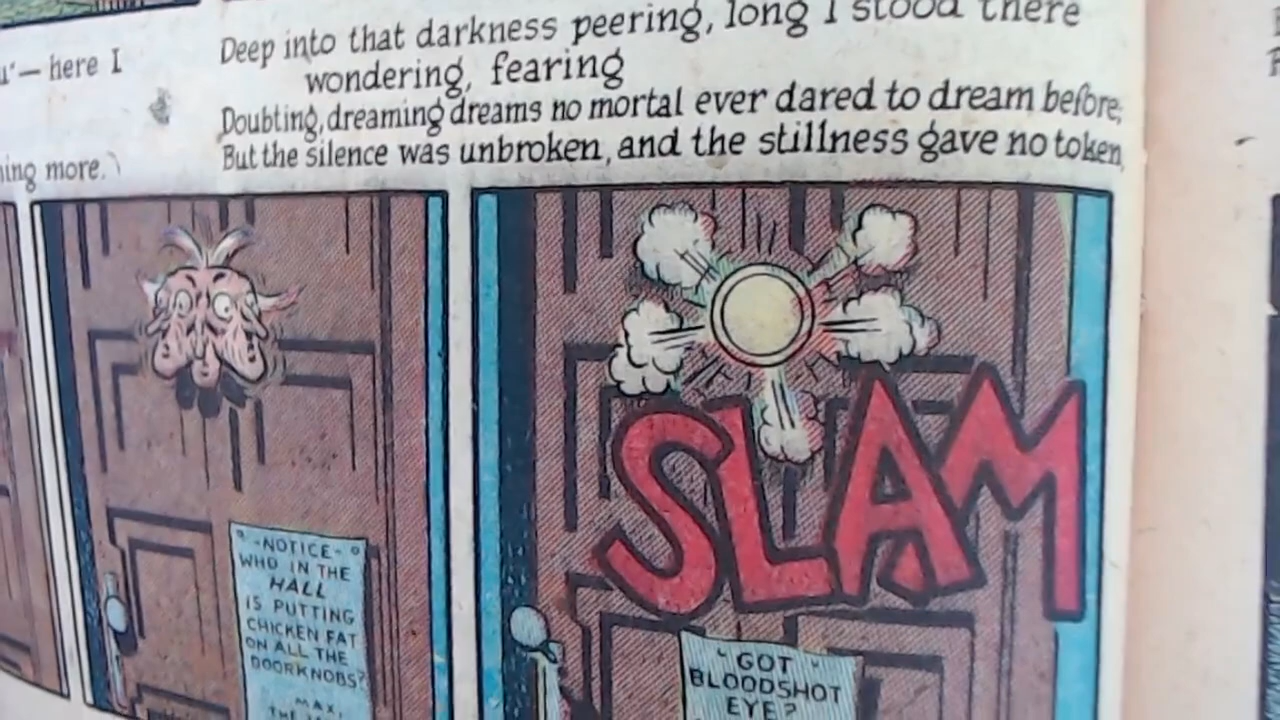 here I
ing more.)
Deep into that darkness peering, long I stood there
wondering, fearing
Doubting, dreaming dreams no mortal ever dared to dream before;
But the silence was unbroken, and the stillness gave no token,
-NOTICE-
WHO IN THE
HALL
IS PUTTING
CHICKEN FAT
ON ALL THE
DOORKNOBS?
MAX,
SLAM
"GOT
BLOODSHOT
EYE?